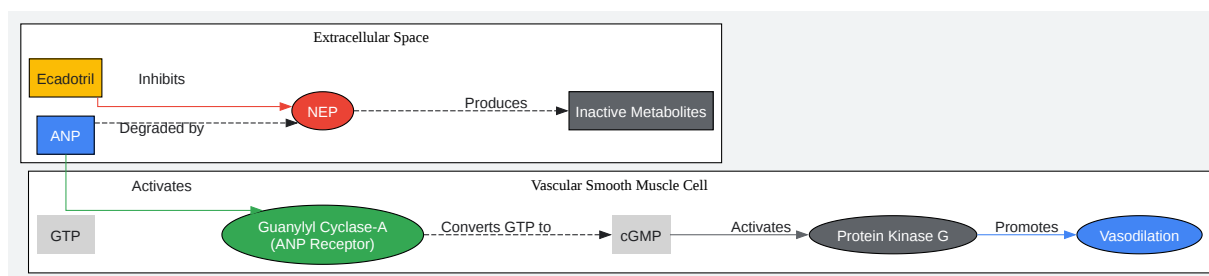 Extracellular Space
Ecadotril
Inhibits
NEP
Produces
Inactive Metabolites
ANP
Degraded by
Vascular Smooth Muscle Cell
Activates
GTP
Guanylyl Cyclase-A
(ANP Receptor)
Converts GTP to
cGMP
Activates
Protein Kinase G
Promotes
Vasodilation